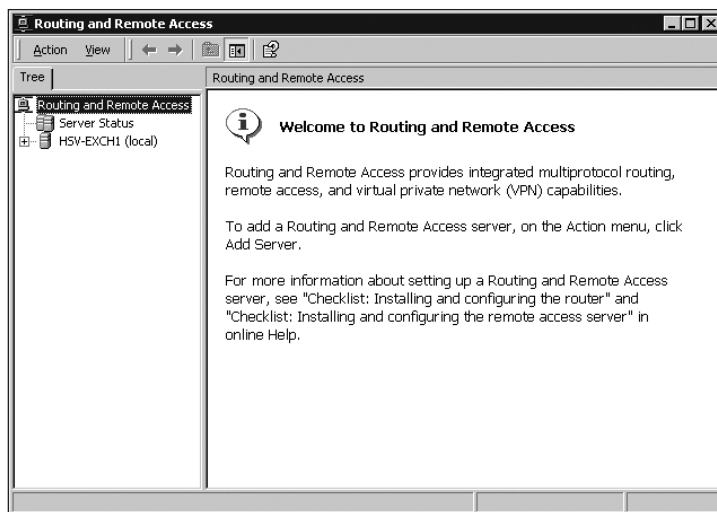 Routing and Remote Access
Action View
Tree
Routing and Remote Access
Routing and Remote Access
Server Status
HSV-EXCH1 (local)
Welcome to Routing and Remote Access
Routing and Remote Access provides integrated multiprotocol routing,
remote access, and virtual private network (VPN) capabilities.
To add a Routing and Remote Access server, on the Action menu, click
Add Server.
For more information about setting up a Routing and Remote Access
server, see "Checklist: Installing and configuring the router" and
"Checklist: Installing and configuring the remote access server" in
online Help.